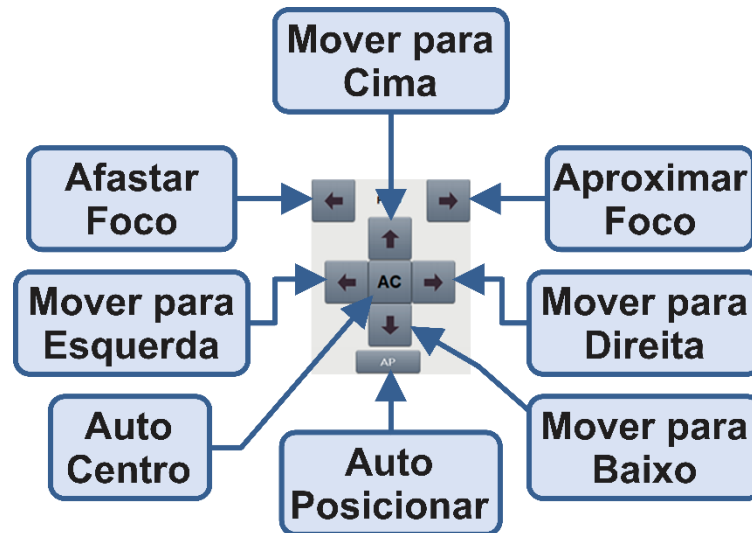 Mover para
Cima
Afastar
Foco
Aproximar
Foco
Mover para
Esquerda
AC
Mover para
Direita
AP
Auto
Centro
Auto
Posicionar
Mover para
Baixo